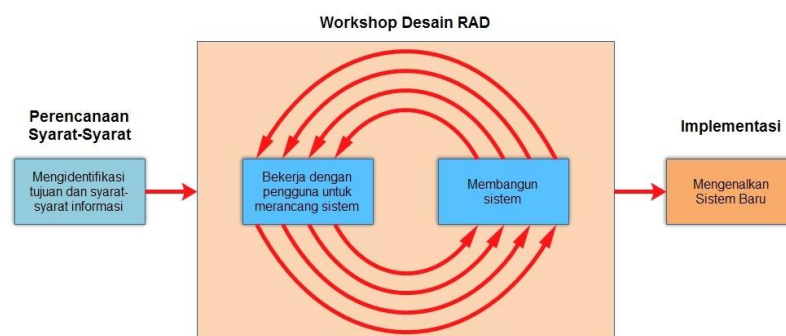 Workshop Desain RAD
Perencanaan
Syarat-Syarat
Mengidentifikasi
tujuan dan syarat-
syarat informasi
Bekerja dengan
pengguna untuk
merancang sistem
Membangun
sistem
Implementasi
Mengenalkan
Sistem Baru